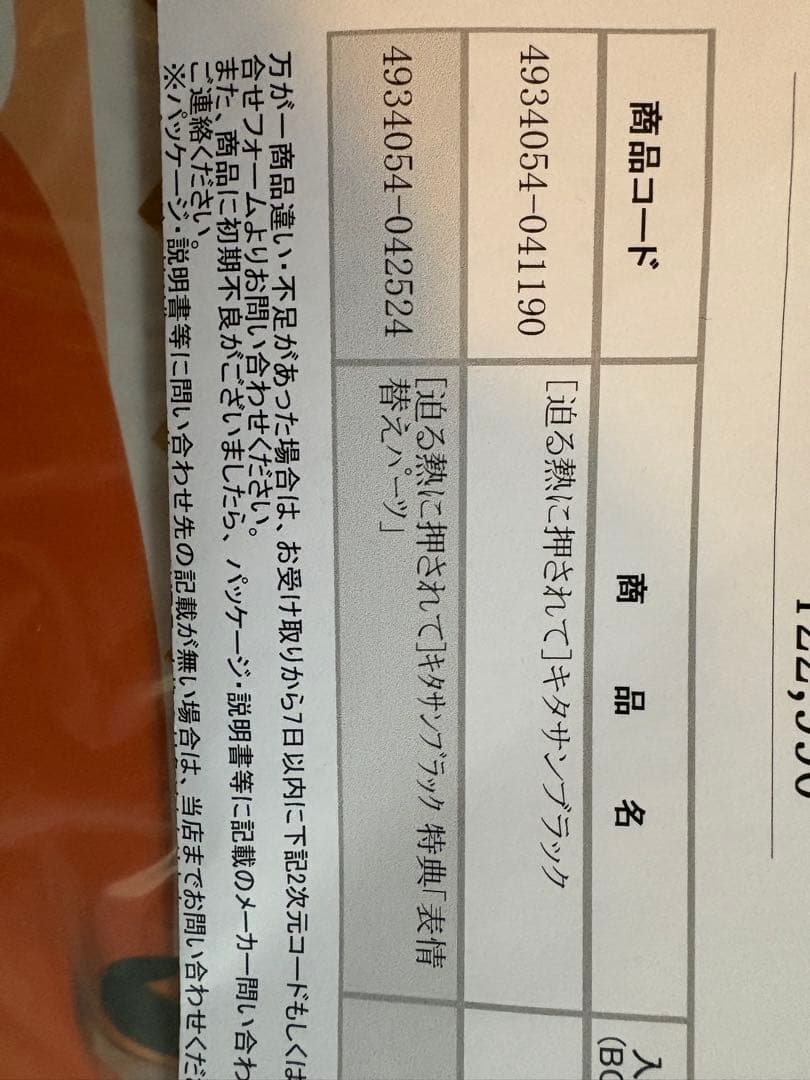 商品コード 商品名 入
(BO
4934054-041190 [迫る熱に押されて]キタサンブラック
4934054-042524 [迫る熱に押されて]キタサンブラック 特典「表情
替えパーツ」
万が一商品違い・不足があった場合は、お受け取りから7日以内に下記2次元コードもしくは
合せフォームよりお問い合わせください。
また、商品に初期不良がございましたら、パッケージ・説明書等に記載のメーカー問い合わ
ご連絡ください。
※パッケージ・説明書等に問い合わせ先の記載が無い場合は、当店までお問い合わせくだ